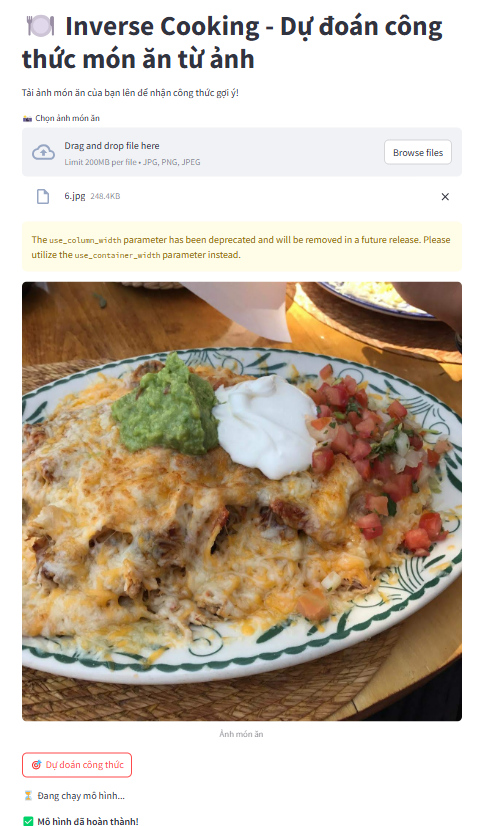 Inverse Cooking - Dự đoán công
thức món ăn từ ảnh
Tải ảnh món ăn của bạn lên để nhận công thức gợi ý!
Chọn ảnh món ăn
Drag and drop file here
Limit 200MB per file • JPG, PNG, JPEG
Browse files
6.jpg 248.4KB
The use_column_width parameter has been deprecated and will be removed in a future release. Please
utilize the use_container_width parameter instead.
Ảnh món ăn
Dự đoán công thức
Đang chạy mô hình...
Mô hình đã hoàn thành!